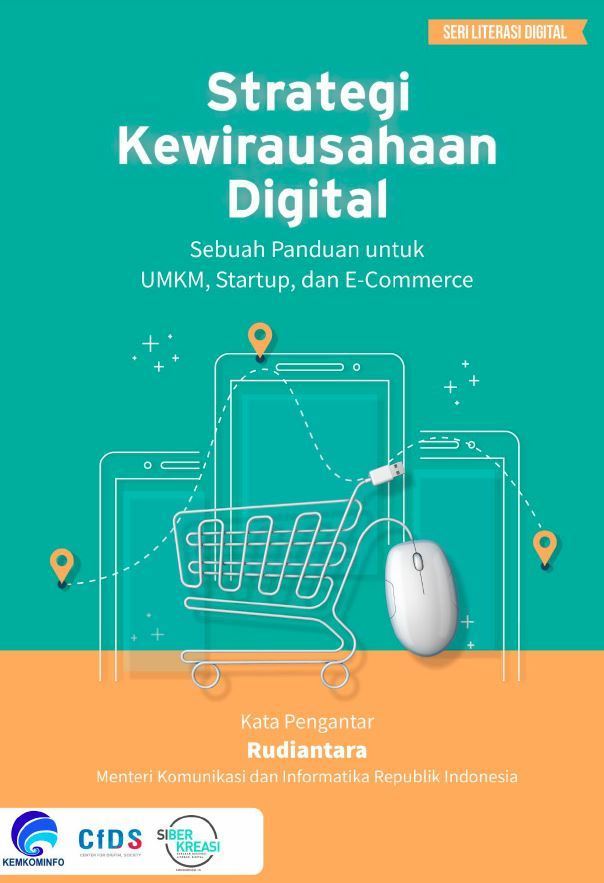 SERI LITERASI DIGITAL
Strategi
Kewirausahaan
Digital
Sebuah Panduan untuk
UMKM, Startup, dan E-Commerce
Kata Pengantar
Rudiantara
Menteri Komunikasi dan Informatika Republik Indonesia
KEMKOMINFO
CfDS
CENTER FOR DIGITAL SOCIETY
SIBER
KREASI